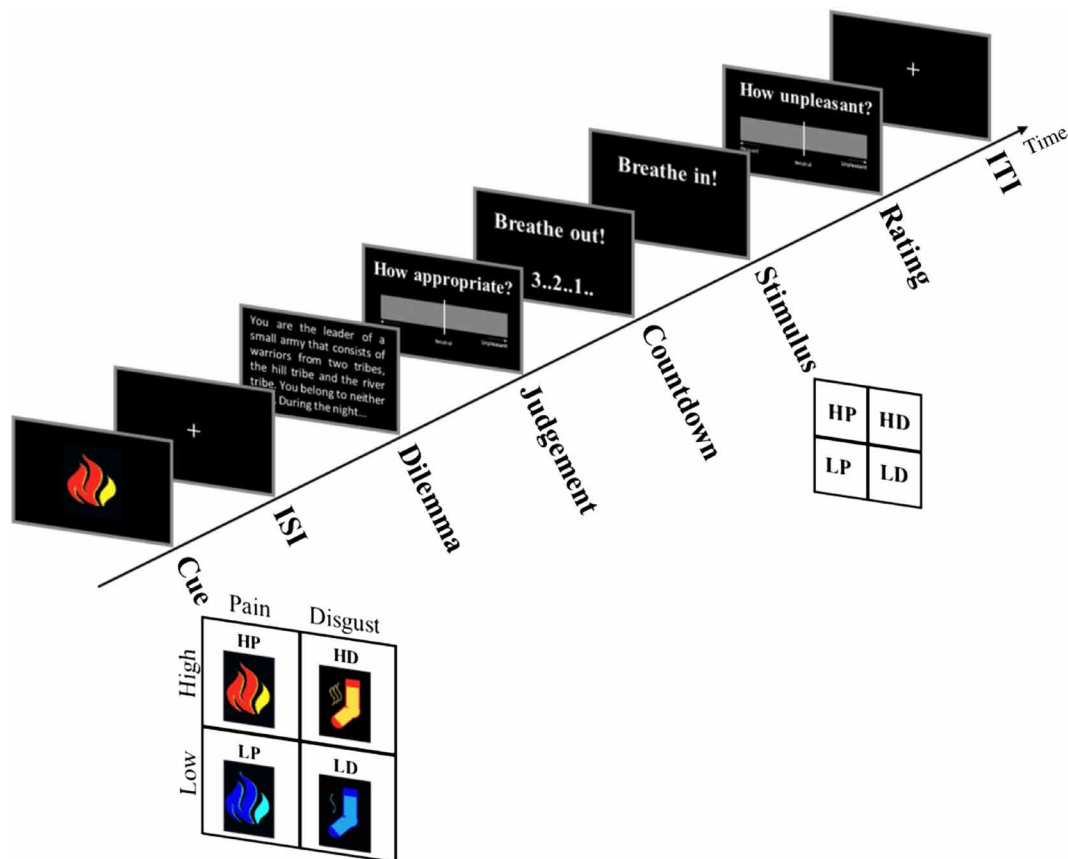 +
Time
How unpleasant?
Neutral
Unpleasant
ITI
Breathe in!
Rating
Breathe out!
3..2..1..
Stimulus
HP HD
LP LD
How appropriate?
Neutral
Unpleasant
Countdown
You are the leader of a
small army that consists of
warriors from two tribes,
the hill tribe and the river
tribe. You belong to neither
During the night...
Judgement
+
Dilemma
ISI
Cue
Pain Disgust
High
HP HD
Low
LP LD